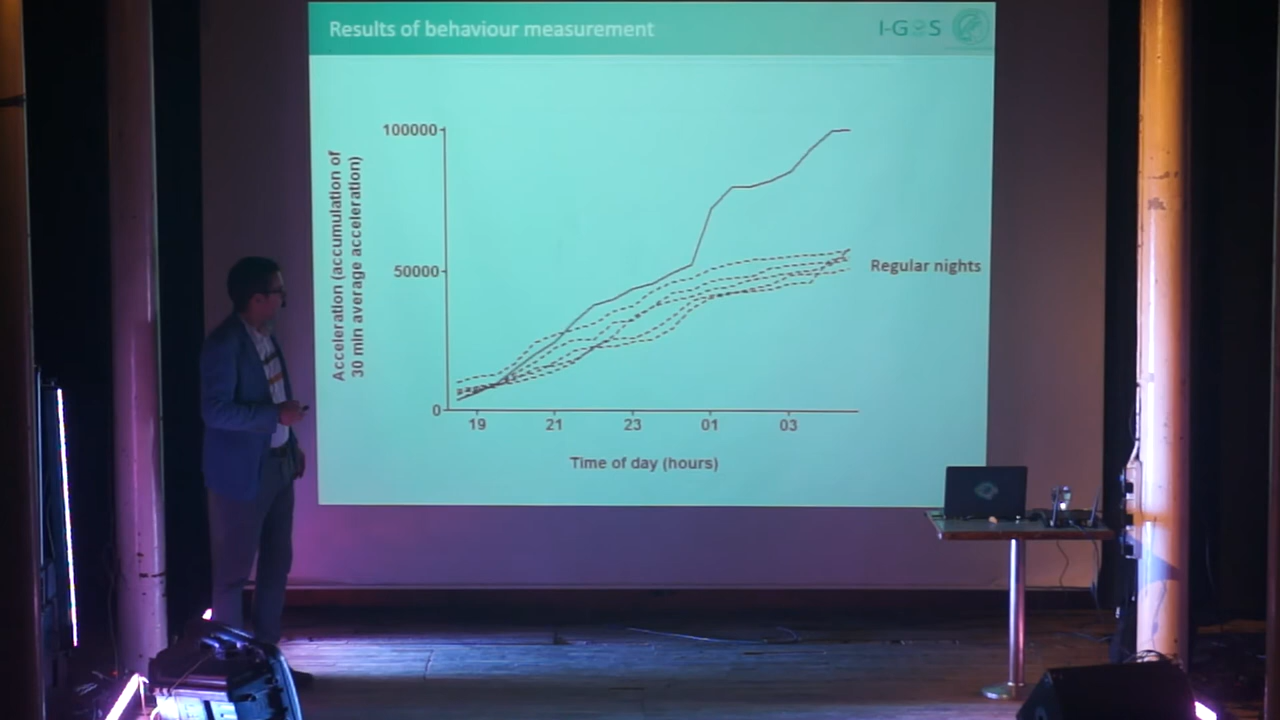 Results of behaviour measurement
I-GOS
Acceleration (accumulation of
30 min average acceleration)
100000
50000
0
19 21 23 01 03
Time of day (hours)
Regular nights